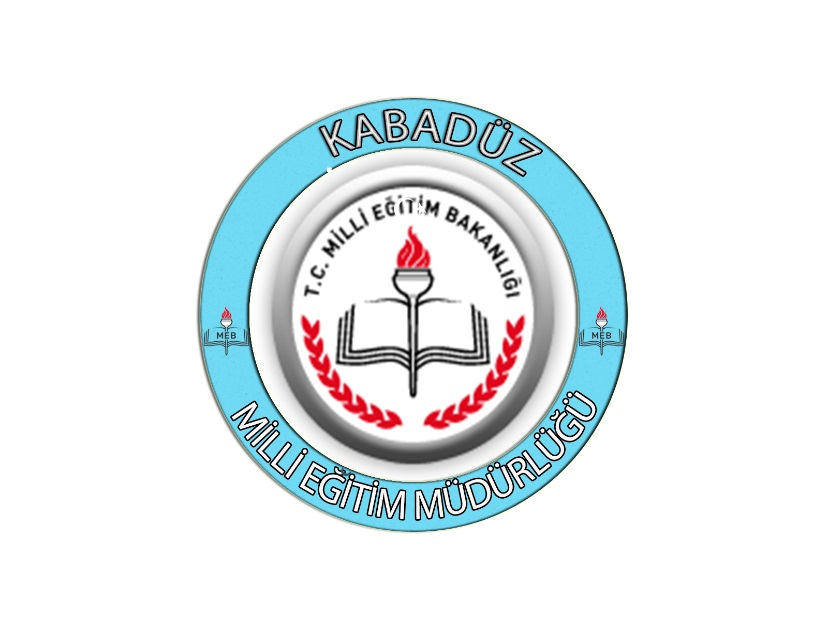 KABADÜZ
T.C. MİLLİ EĞİTİM BAKANLIĞI
MEB
MEB
MİLLİ EĞİTİM MÜDÜRLÜĞÜ